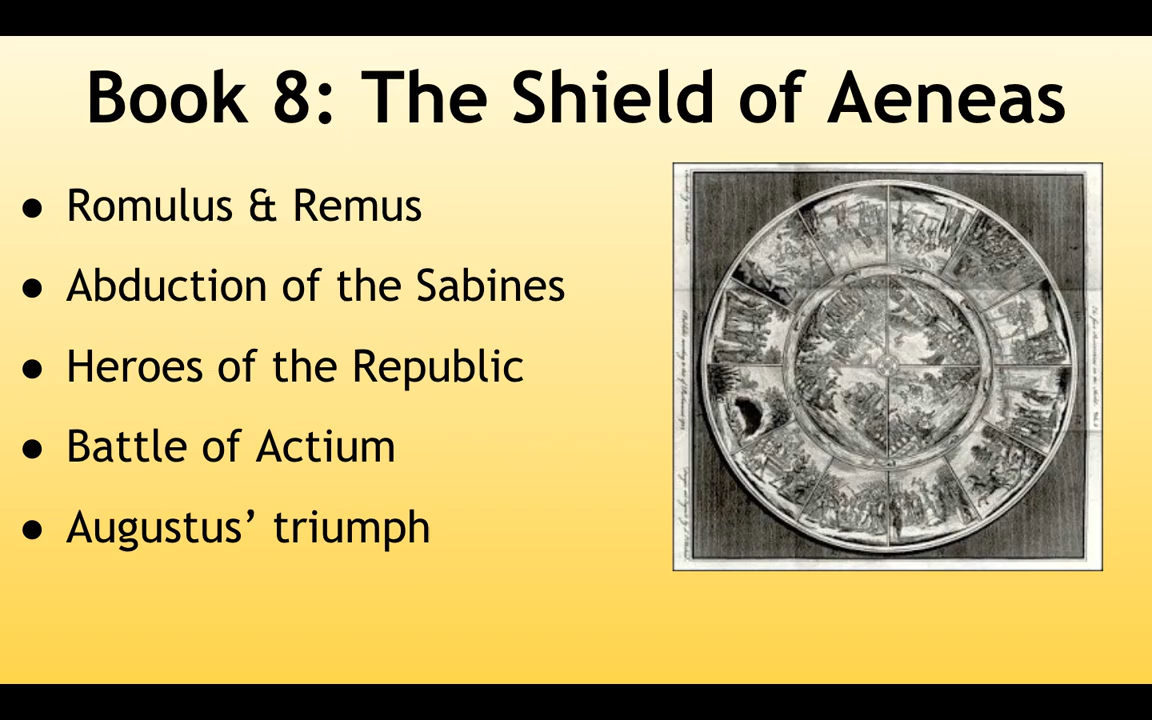 Book 8: The Shield of Aeneas
● Romulus & Remus
● Abduction of the Sabines
● Heroes of the Republic
● Battle of Actium
● Augustus’ triumph